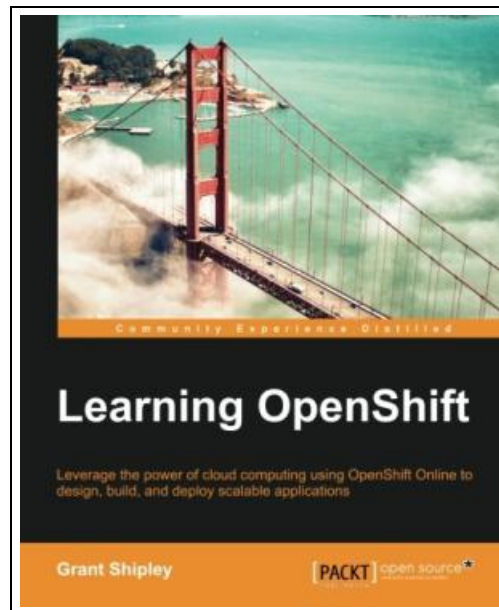 Community Experience Distilled
Learning OpenShift
Leverage the power of cloud computing using OpenShift Online to
design, build, and deploy scalable applications
Grant Shipley
[PACKT] open source*